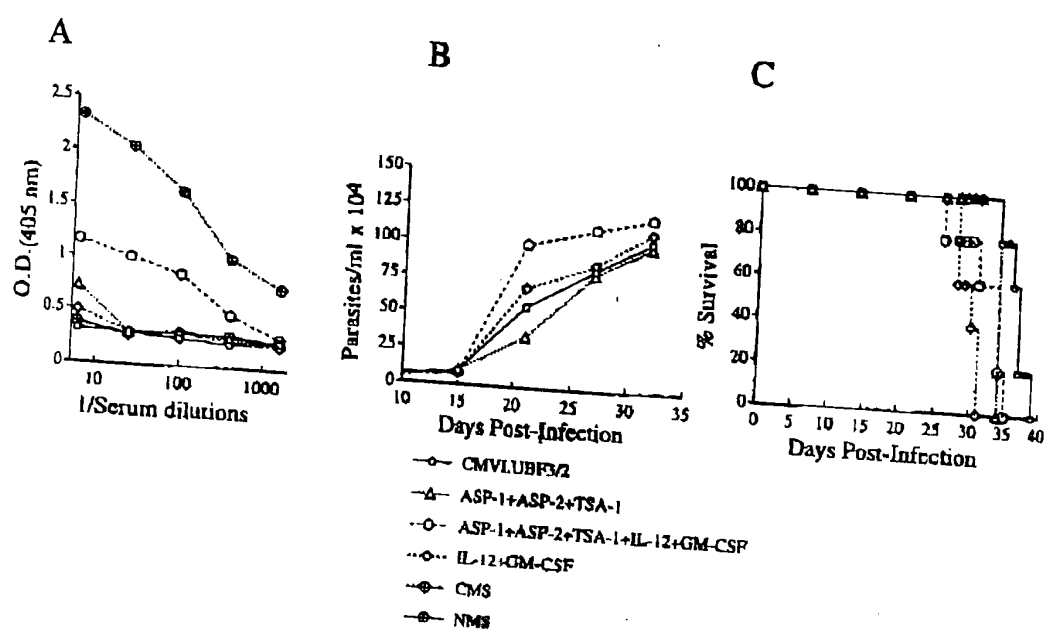 A
B
C
2.5
2
1.5
1
0.5
0
O.D.(405 nm)
10 100 1000
1/Serum dilutions
150
125
100
75
50
25
0
Parasites/ml x 104
10 15 20 25 30 35
Days Post-Infection
100
80
60
40
20
0
% Survival
0 5 10 15 20 25 30 35 40
Days Post-Infection
CMVI.UBF3/2
ASP-1+ASP-2+TSA-1
ASP-1+ASP-2+TSA-1+IL-12+GM-CSF
IL-12+GM-CSF
CMS
NMS